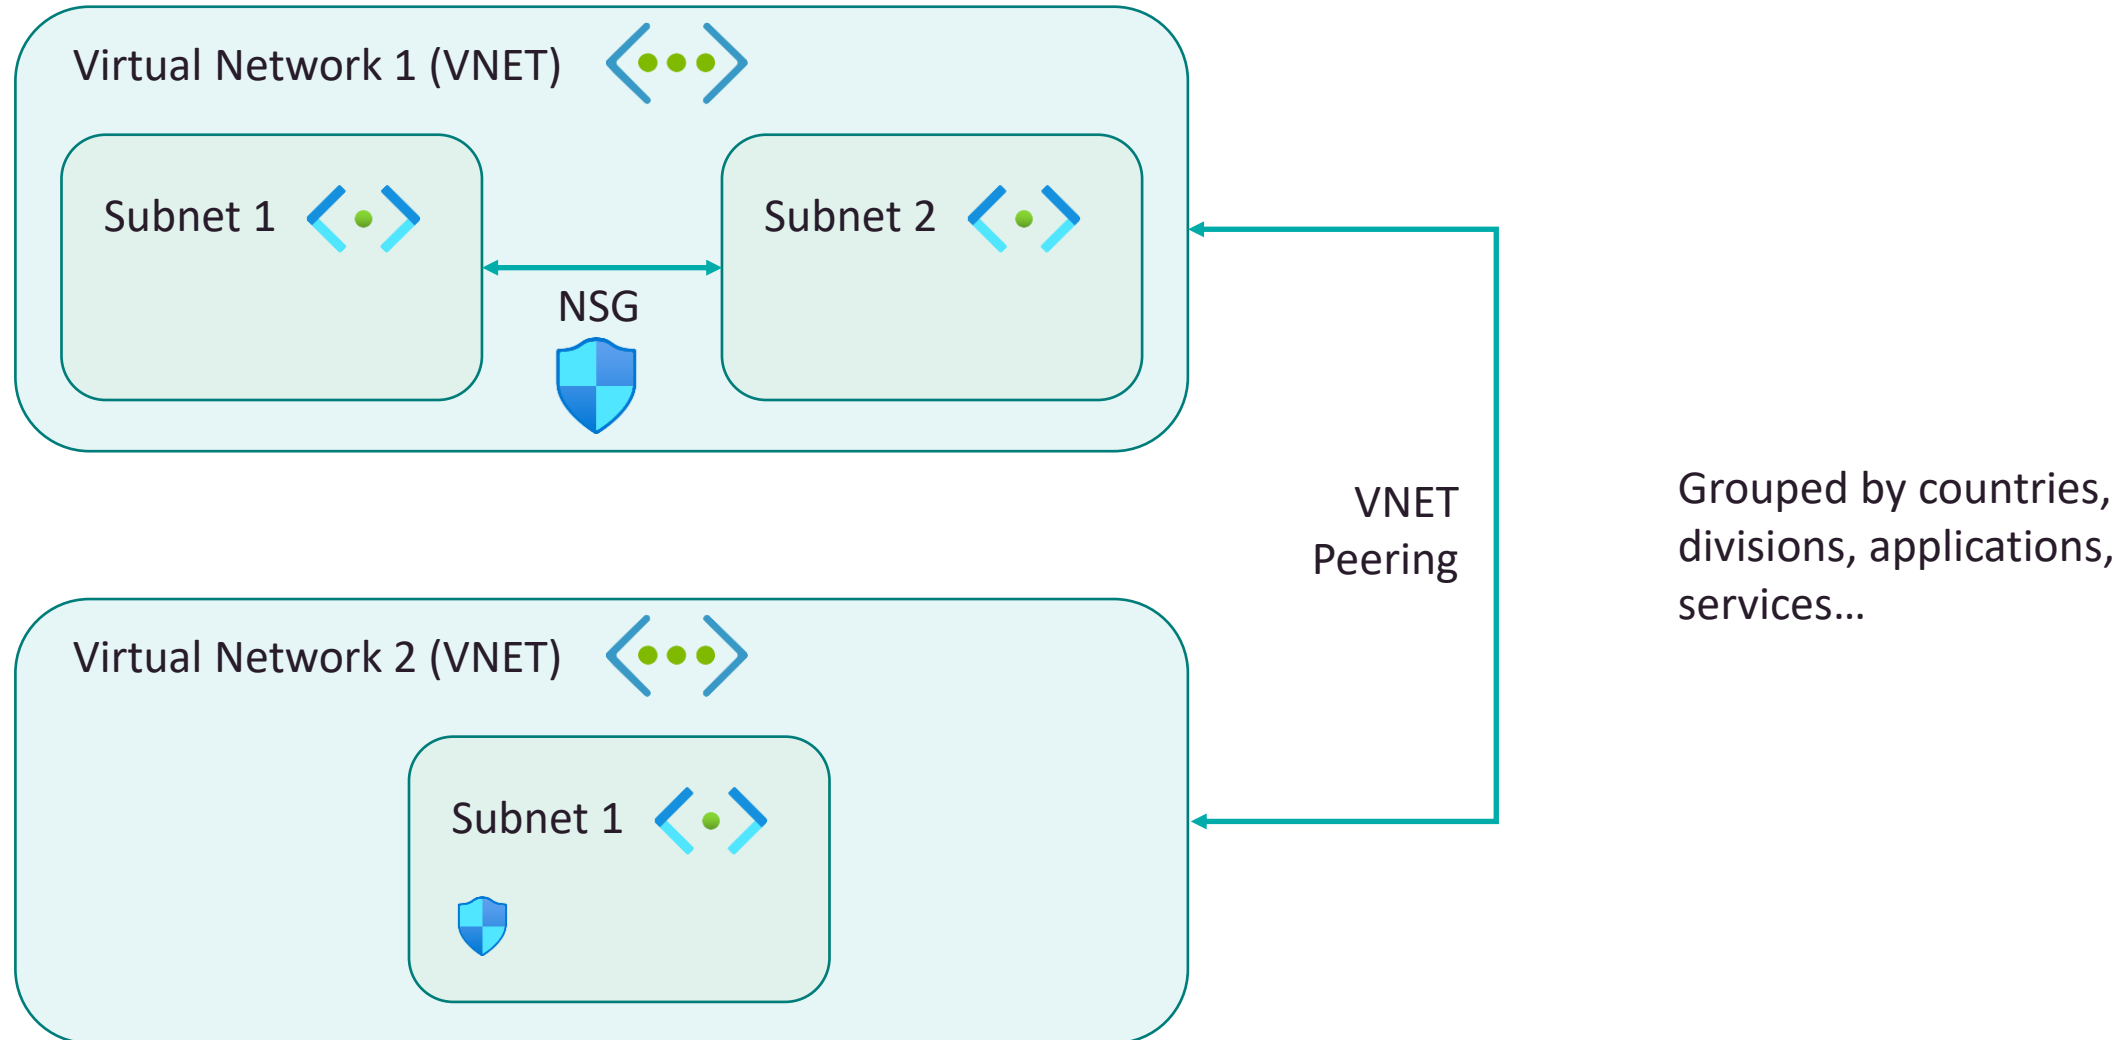 Virtual Network 1 (VNET)
Subnet 1
Subnet 2
NSG
VNET
Peering
Grouped by countries,
divisions, applications,
services…
Virtual Network 2 (VNET)
Subnet 1